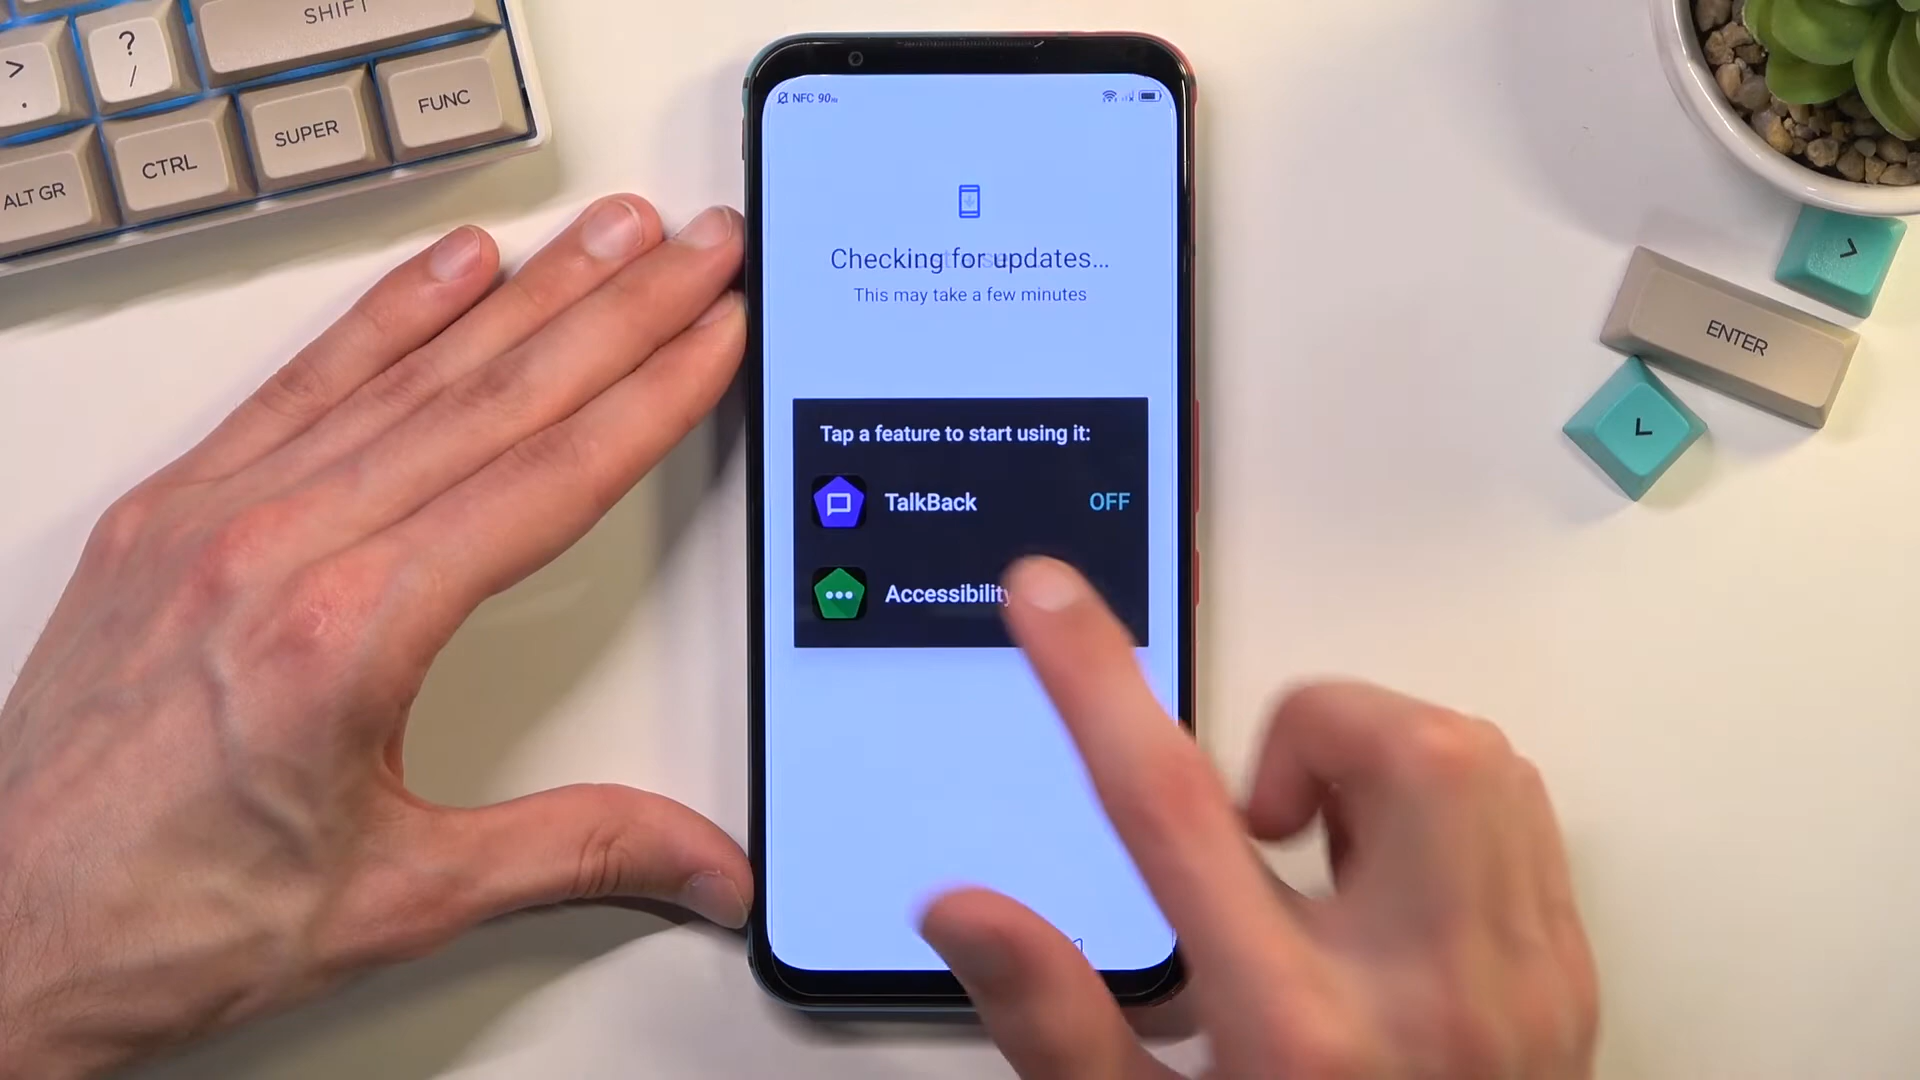 SHIFT
>
.
?
/
FUNC
SUPER
CTRL
ALT GR
NFC 90Hz
Checking for updates...
This may take a few minutes
Tap a feature to start using it:
TalkBack
OFF
Accessibility
>
ENTER
<